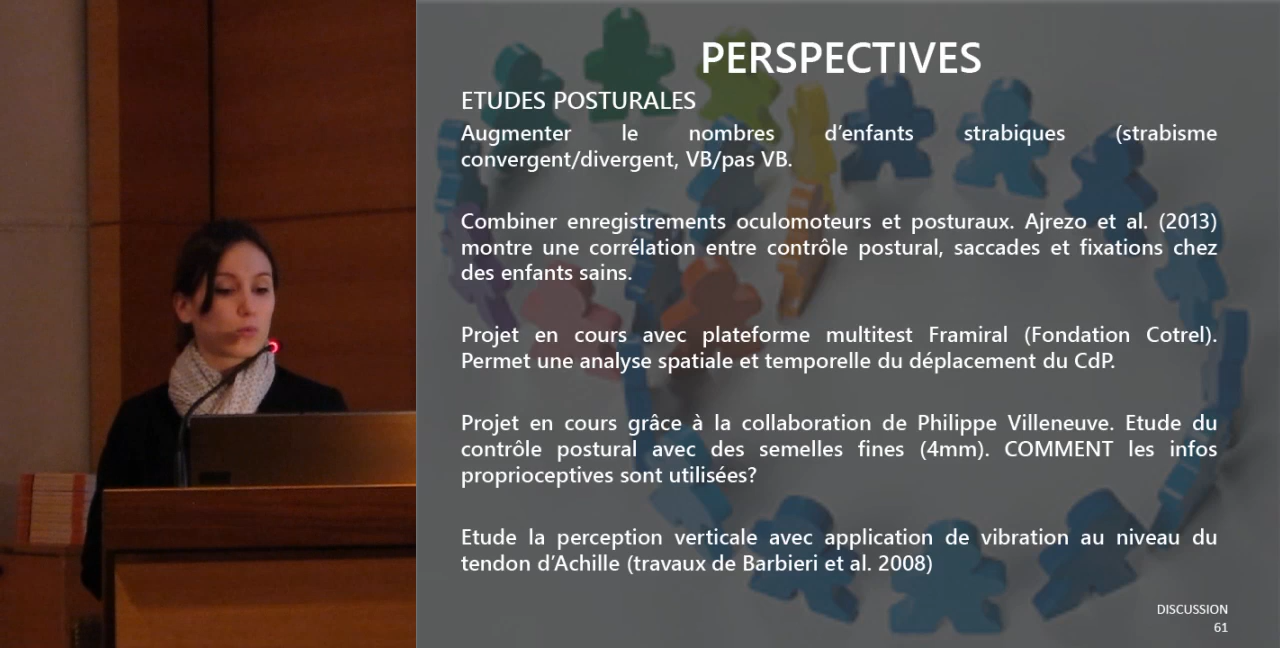 PERSPECTIVES
ETUDES POSTURALES
Augmenter le nombres d'enfants strabiques (strabisme
convergent/divergent, VB/pas VB.
Combiner enregistrements oculomoteurs et posturaux. Ajrezo et al. (2013)
montre une corrélation entre contrôle postural, saccades et fixations chez
des enfants sains.
Projet en cours avec plateforme multitest Framiral (Fondation Cotrel).
Permet une analyse spatiale et temporelle du déplacement du CdP.
Projet en cours grâce à la collaboration de Philippe Villeneuve. Etude du
contrôle postural avec des semelles fines (4mm). COMMENT les infos
proprioceptives sont utilisées?
Etude la perception verticale avec application de vibration au niveau du
tendon d'Achille (travaux de Barbieri et al. 2008)
DISCUSSION
61